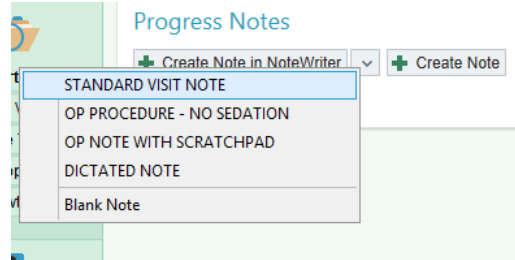 Progress Notes
Create Note in NoteWriter
Create Note
STANDARD VISIT NOTE
OP PROCEDURE - NO SEDATION
OP NOTE WITH SCRATCHPAD
DICTATED NOTE
Blank Note